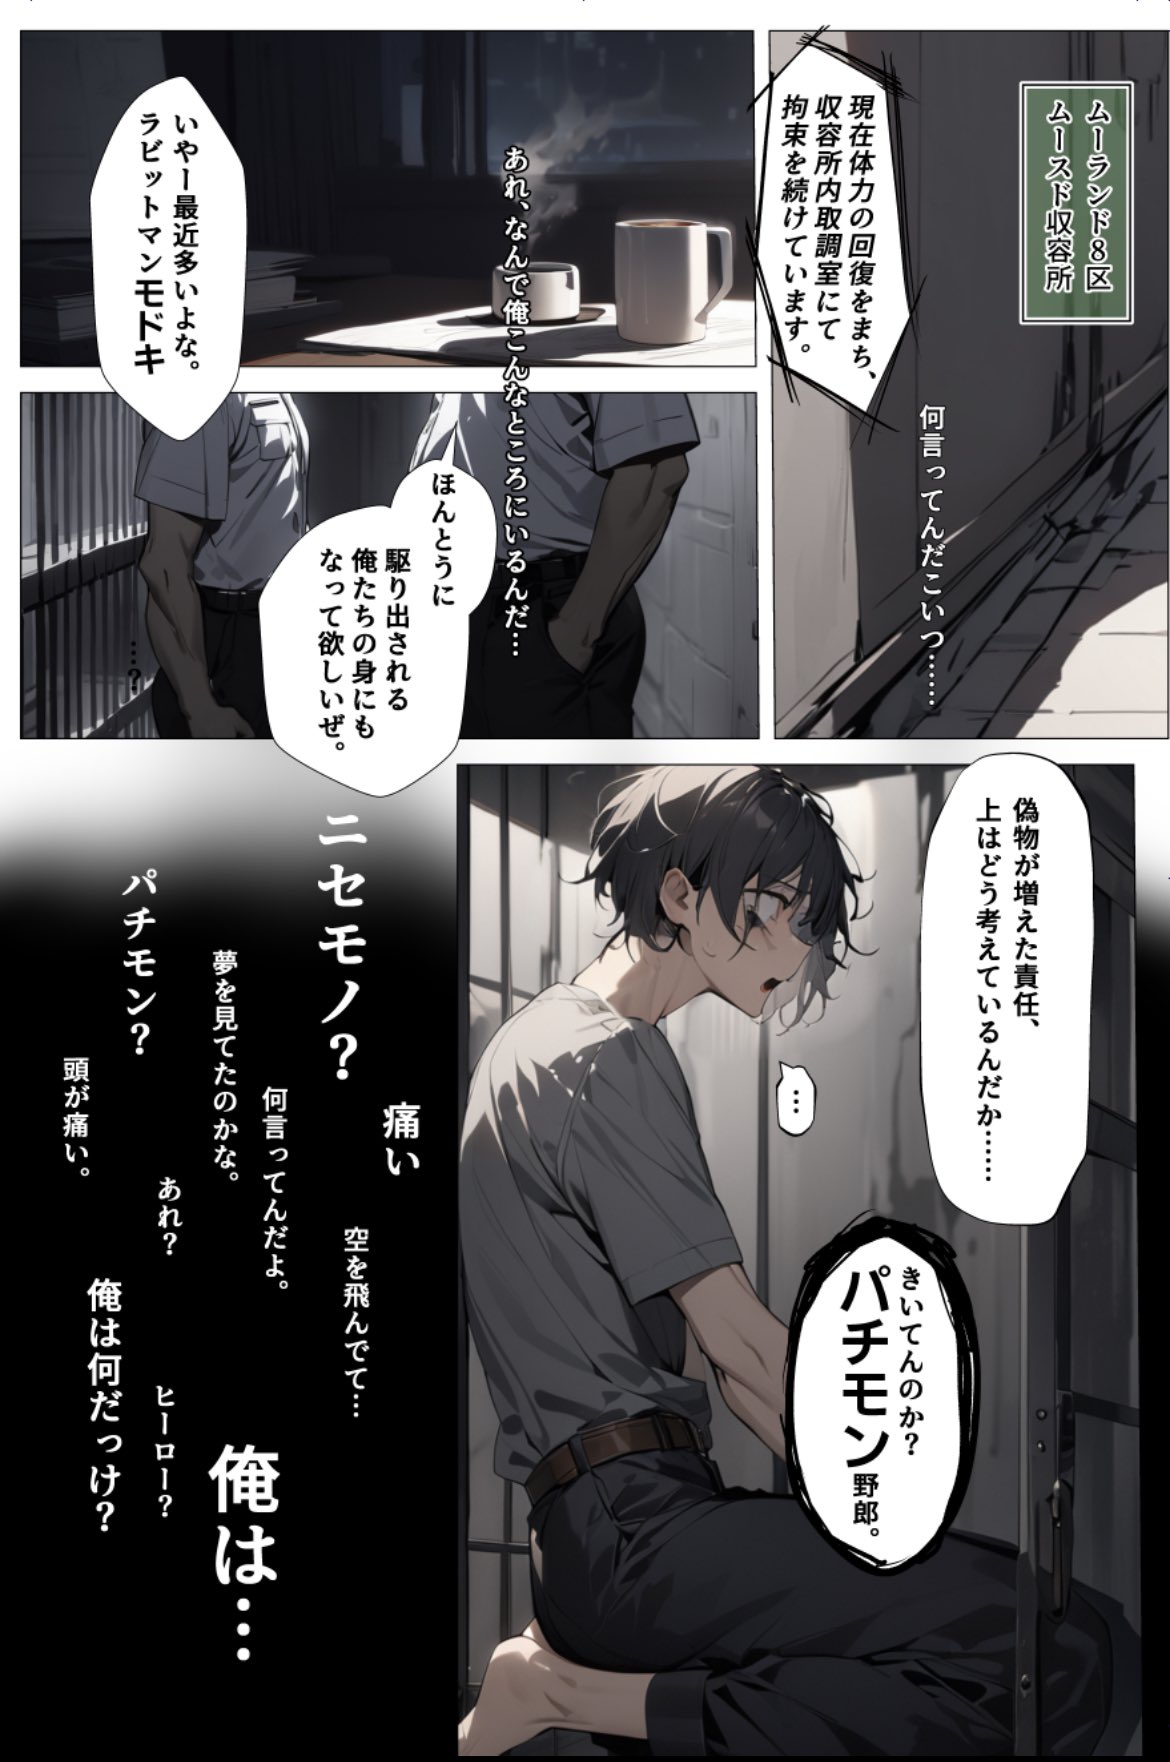 ムーランド8区
ムースド収容所
現在体力の回復をまち、
収容所内取調室にて
拘束を続けています。
何言ってんだこいつ……
あれ、なんで俺こんなところにいるんだ…
いやー最近多いよな。
ラビットマンモドキ
ほんとうに
駆り出される
俺たちの身にも
なって欲しいぜ。
…?
偽物が増えた責任、
上はどう考えているんだか……
…
きいてんのか?
パチモン野郎。
痛い
空を飛んでて…
ニセモノ?
何言ってんだよ。
夢を見てたのかな。
俺は…
パチモン?
あれ?
ヒーロー?
頭が痛い。
俺は何だっけ?